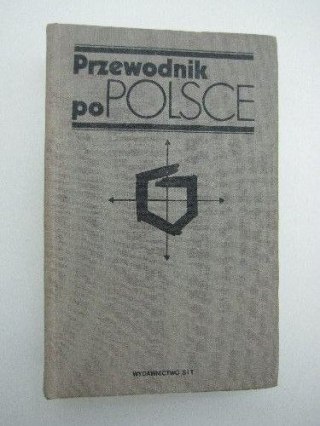 Przewodnik
po POLSCE
WYDAWNICTWO SIT